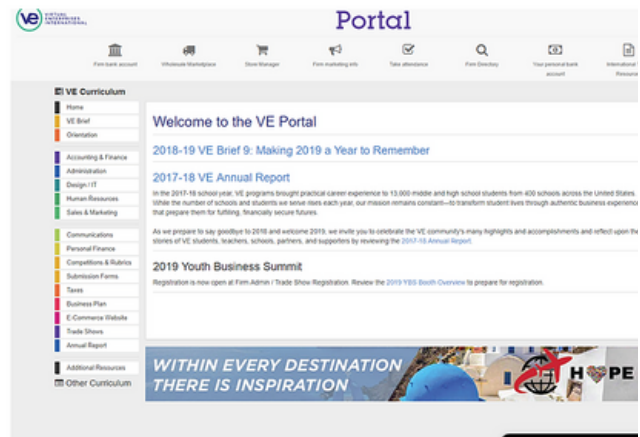 ve VIRTUAL
ENTERPRISES
INTERNATIONAL
Portal
Firm bank account
Wholesale Marketplace
Store Manager
Firm marketing info
Take attendance
Firm Directory
Your personal bank
account
International
Resource
VE Curriculum
Home
VE Brief
Orientation
Accounting & Finance
Administration
Design / IT
Human Resources
Sales & Marketing
Communications
Personal Finance
Competitions & Rubrics
Submission Forms
Taxes
Business Plan
E-Commerce Website
Trade Shows
Annual Report
Additional Resources
Other Curriculum
Welcome to the VE Portal
2018-19 VE Brief 9: Making 2019 a Year to Remember
2017-18 VE Annual Report
In the 2017-18 school year, VE programs brought practical career experience to 13,000 middle and high school students from 400 schools across the United States.
While the number of schools and students we serve rises each year, our mission remains constant—to transform student lives through authentic business experience
that prepare them for fulfilling, financially secure futures.
As we prepare to say goodbye to 2018 and welcome 2019, we invite you to celebrate the VE community's many highlights and accomplishments and reflect upon the
stories of VE students, teachers, schools, partners, and supporters by reviewing the 2017-18 Annual Report.
2019 Youth Business Summit
Registration is now open at Firm Admin / Trade Show Registration. Review the 2019 YBS Booth Overview to prepare for registration.
WITHIN EVERY DESTINATION
THERE IS INSPIRATION
H PE